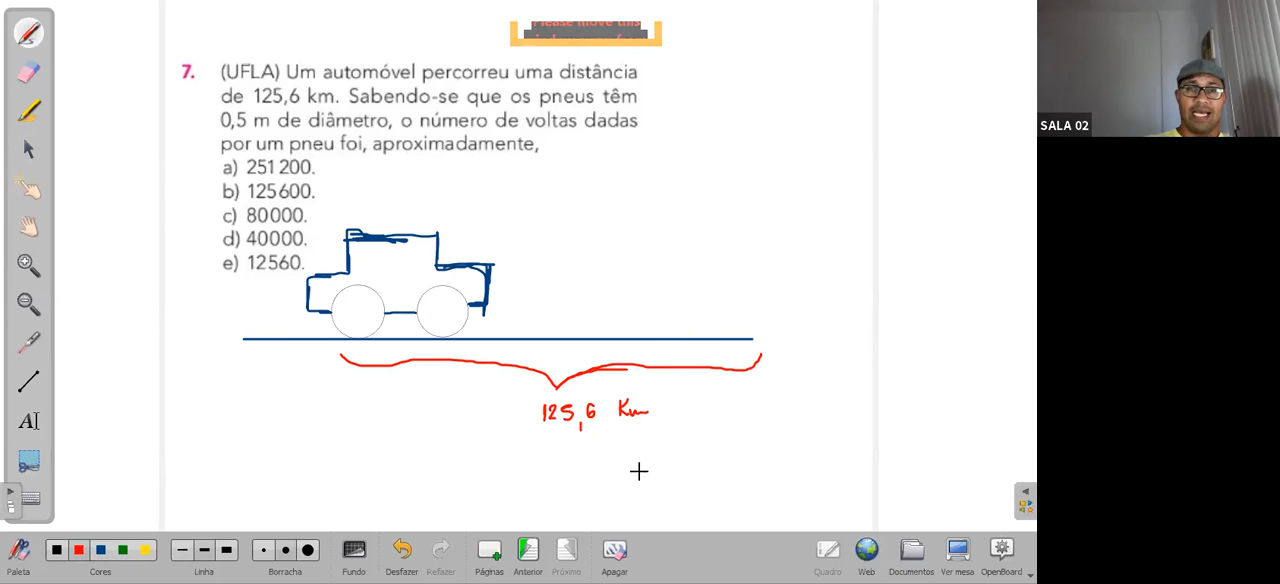 Please move this
7. (UFLA) Um automóvel percorreu uma distância
de 125,6 km. Sabendo-se que os pneus têm
0,5 m de diâmetro, o número de voltas dadas
por um pneu foi, aproximadamente,
a) 251 200.
b) 125 600.
c) 80 000.
d) 40 000.
e) 12 560.
125,6 Km
SALA 02
A
Paleta
Cores
Linha
Borracha
Fundo
Desfazer
Refazer
Páginas
Anterior
Próximo
Apagar
Quadro
Web
Documentos
Ver mesa
OpenBoard